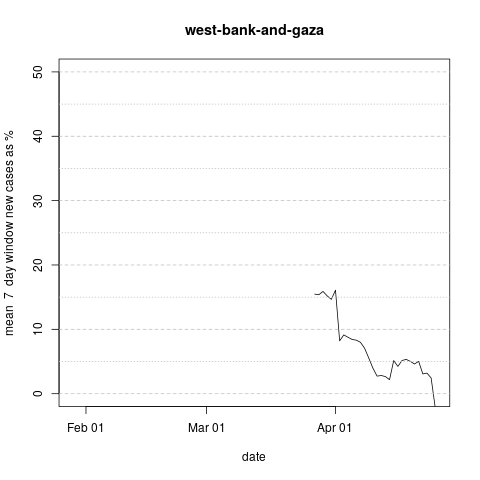 west-bank-and-gaza
mean 7 day window new cases as %
50
40
30
20
10
0
Feb 01
Mar 01
Apr 01
date